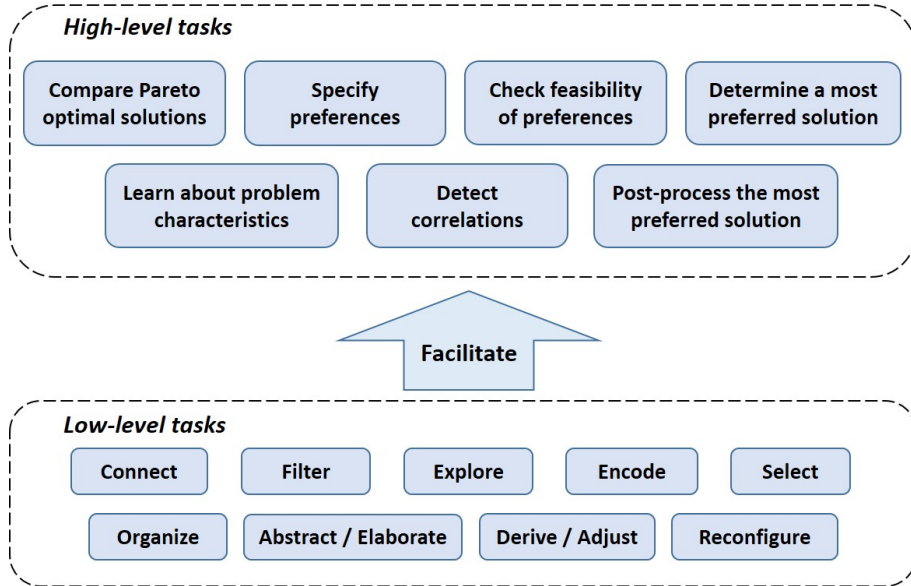 High-level tasks
Compare Pareto
optimal solutions
Specify
preferences
Check feasibility
of preferences
Determine a most
preferred solution
Learn about problem
characteristics
Detect
correlations
Post-process the most
preferred solution
Facilitate
Low-level tasks
Connect
Filter
Explore
Encode
Select
Organize
Abstract / Elaborate
Derive / Adjust
Reconfigure